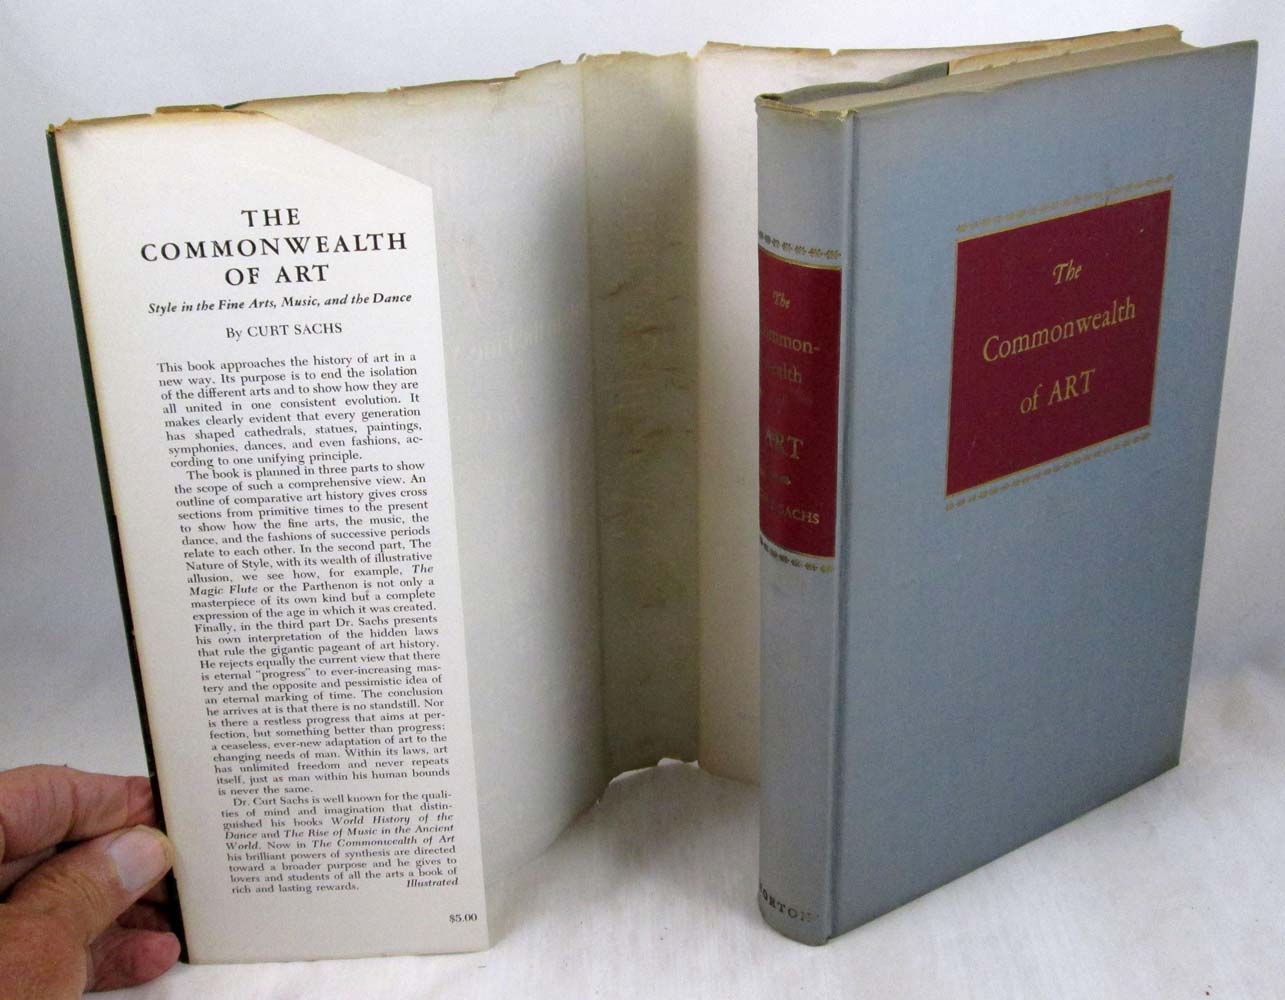 THE
COMMONWEALTH
OF ART
Style in the Fine Arts, Music, and the Dance
By CURT SACHS
This book approaches the history of art in a
new way. Its purpose is to end the isolation
of the different arts and to show how they are
all united in one consistent evolution. It
makes clearly evident that every generation
has shaped cathedrals, statues, paintings,
symphonies, dances, and even fashions, ac-
cording to one unifying principle.
The book is planned in three parts to show
the scope of such a comprehensive view. An
outline of comparative art history gives cross
sections from primitive times to the present
to show how the fine arts, the music, the
dance, and the fashions of successive periods
relate to each other. In the second part, The
Nature of Style, with its wealth of illustrative
allusion, we see how, for example, The
Magic Flute or the Parthenon is not only a
masterpiece of its own kind but a complete
expression of the age in which it was created.
Finally, in the third part Dr. Sachs presents
his own interpretation of the hidden laws
that rule the gigantic pageant of art history.
He rejects equally the current view that there
is eternal "progress" to ever-increasing mas-
tery and the opposite and pessimistic idea of
an eternal marking of time. The conclusion
he arrives at is that there is no standstill. Nor
is there a restless progress that aims at per-
fection, but something better than progress:
a ceaseless, ever-new adaptation of art to the
changing needs of man. Within its laws, art
has unlimited freedom and never repeats
itself, just as man within his human bounds
is never the same.
Dr. Curt Sachs is well known for the quali-
ties of mind and imagination that distin-
guished his books World History of the
Dance and The Rise of Music in the Ancient
World. Now in The Commonwealth of Art
his brilliant powers of synthesis are directed
toward a broader purpose and he gives to
lovers and students of all the arts a book of
rich and lasting rewards. Illustrated
$5.00
The
ART
SACHS
NORTON
The
Commonwealth
of ART